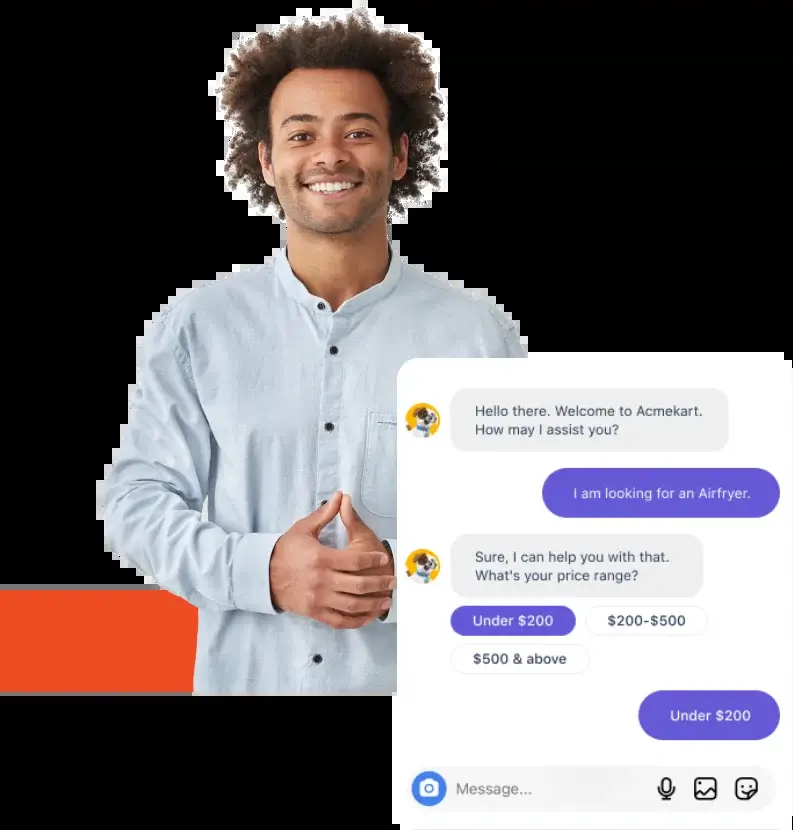 Hello there. Welcome to Acmekart.
How may I assist you?
I am looking for an Airfryer.
Sure, I can help you with that.
What's your price range?
Under $200
$200-$500
$500 & above
Under $200
Message...